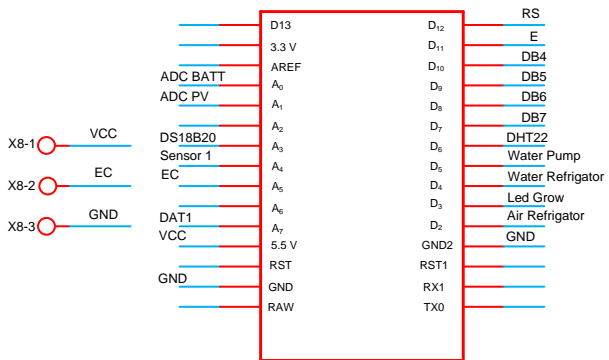 RS
D13 D12
E
3.3 V D11
DB4
AREF D10
ADC BATT DB5
A0 D9
ADC PV DB6
A1 D8
DB7
A2 D7
X8-1 VCC DS18B20 A3 D6 DHT22
Sensor 1 Water Pump
A4 D5
X8-2 EC EC Water Refrigator
A5 D4
Led Grow
A6 D3
X8-3 GND DAT1 Air Refrigator
A7 D2
VCC 5.5 V GND2 GND
RST RST1
GND GND RX1
RAW TX0